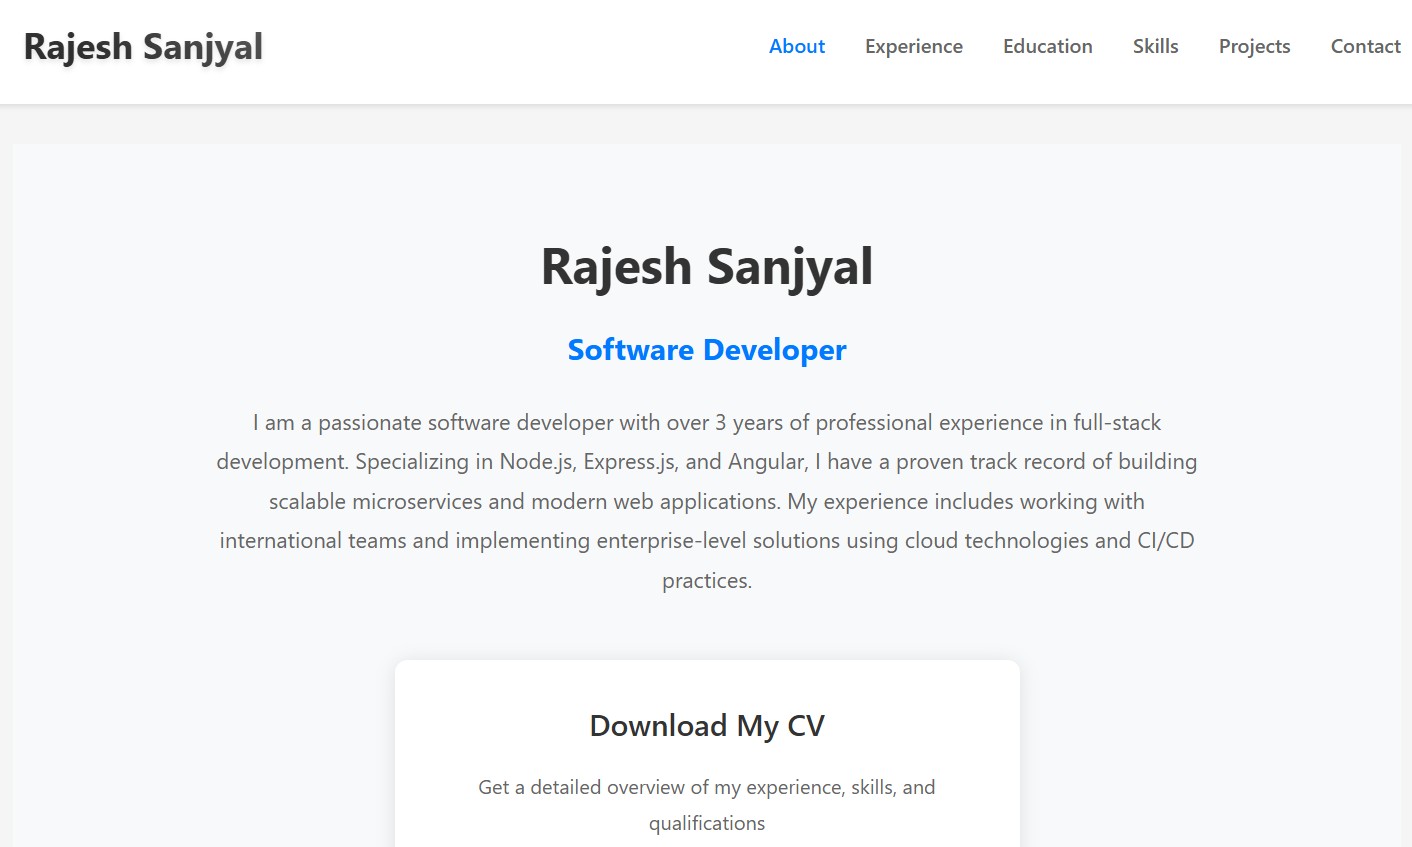 Rajesh Sanjyal
About Experience Education Skills Projects Contact
Rajesh Sanjyal
Software Developer
I am a passionate software developer with over 3 years of professional experience in full-stack
development. Specializing in Node.js, Express.js, and Angular, I have a proven track record of building
scalable microservices and modern web applications. My experience includes working with
international teams and implementing enterprise-level solutions using cloud technologies and CI/CD
practices.
Download My CV
Get a detailed overview of my experience, skills, and
qualifications